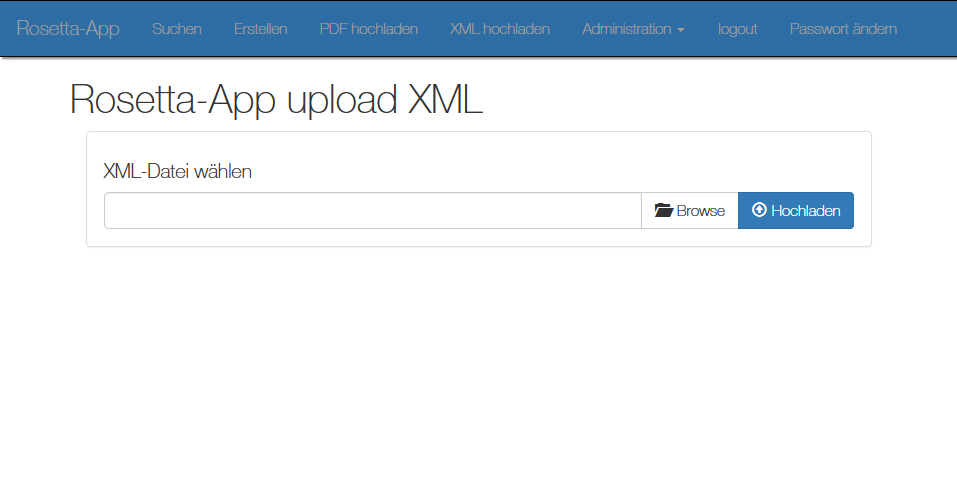 Rosetta-App Suchen Erstellen PDF hochladen XML hochladen Administration logout Passwort ändern
Rosetta-App upload XML
XML-Datei wählen
Browse Hochladen